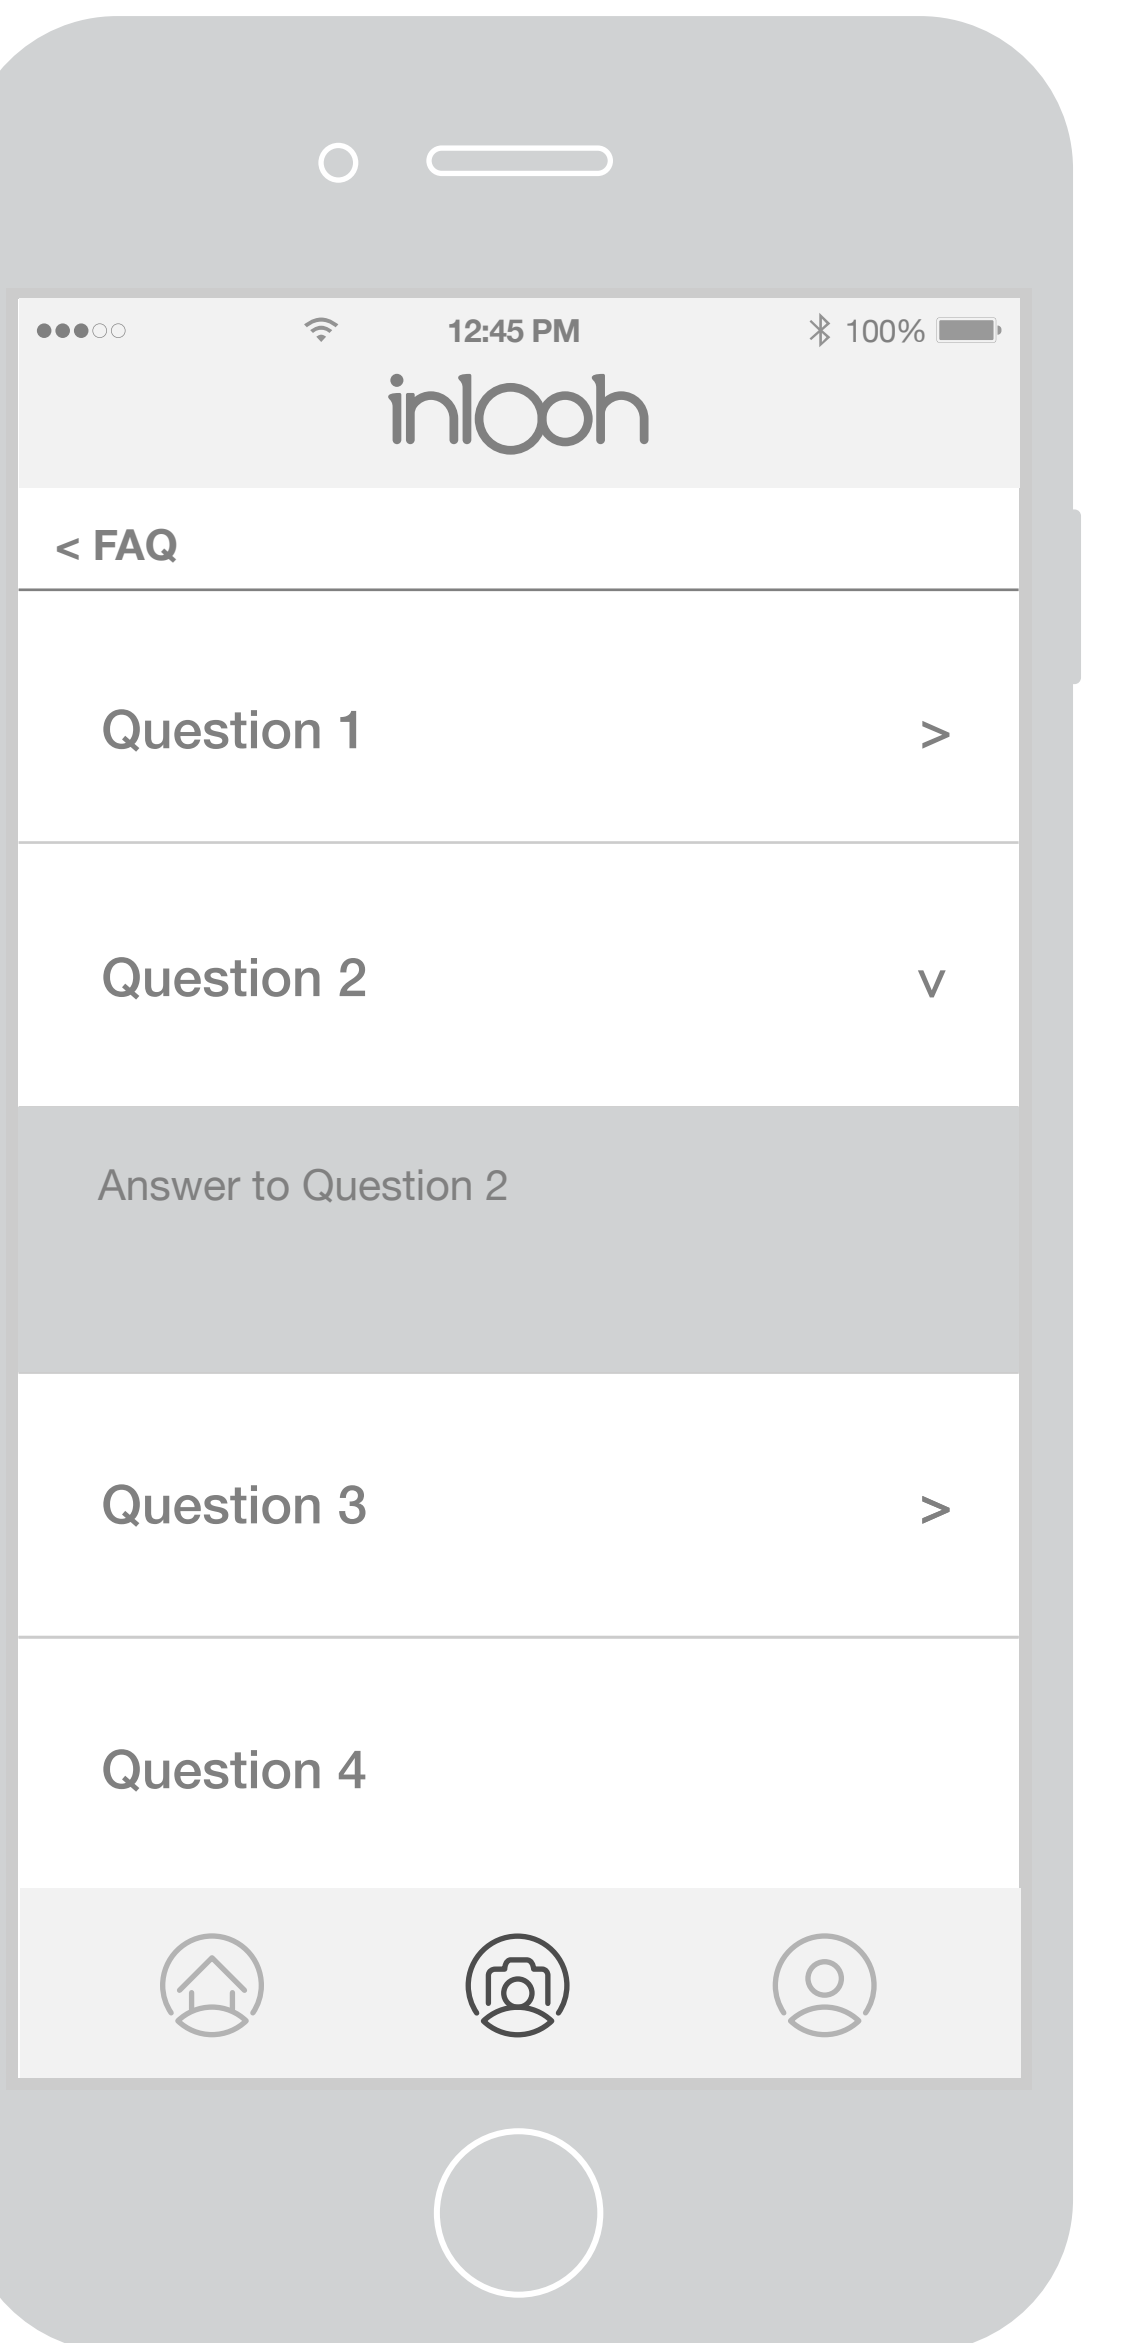 12:45 PM 100%
inlooh
< FAQ
Question 1 >
Question 2 v
Answer to Question 2
Question 3 >
Question 4